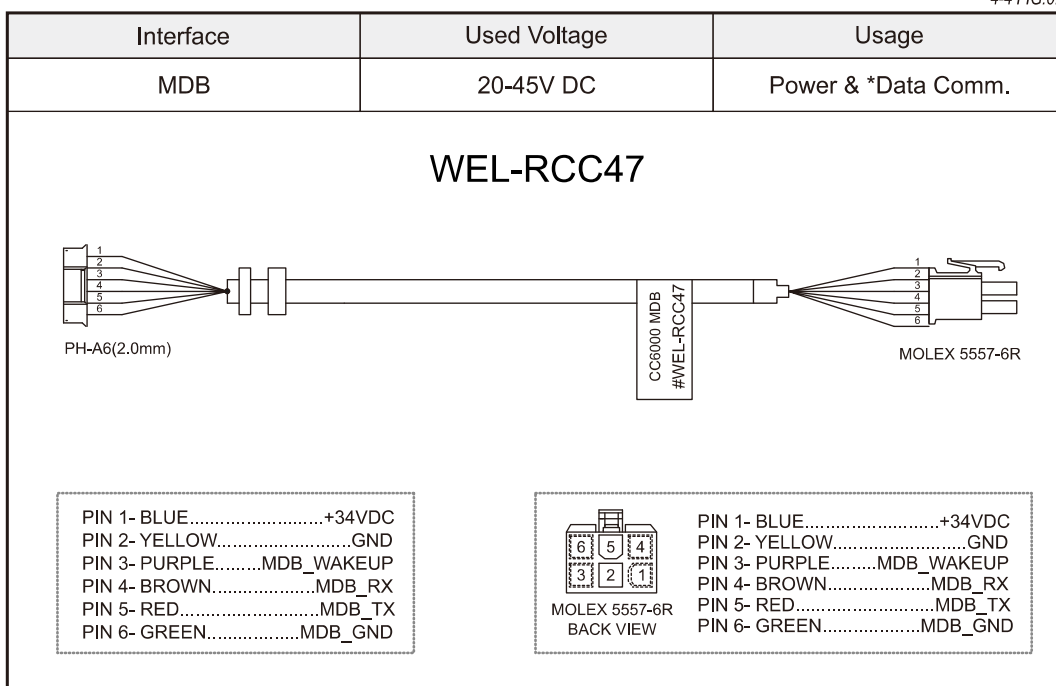 Interface Used Voltage Usage
MDB 20-45V DC Power & *Data Comm.
WEL-RCC47
1
2
3
4
5
6
PH-A6(2.0mm)
CC6000 MDB
#WEL-RCC47
1
2
3
4
5
6
MOLEX 5557-6R
PIN 1- BLUE........................+34VDC
PIN 2- YELLOW........................GND
PIN 3- PURPLE........MDB_WAKEUP
PIN 4- BROWN..................MDB_RX
PIN 5- RED.........................MDB_TX
PIN 6- GREEN.................MDB_GND
6 5 4
3 2 1
MOLEX 5557-6R
BACK VIEW
PIN 1- BLUE........................+34VDC
PIN 2- YELLOW........................GND
PIN 3- PURPLE........MDB_WAKEUP
PIN 4- BROWN..................MDB_RX
PIN 5- RED.........................MDB_TX
PIN 6- GREEN.................MDB_GND